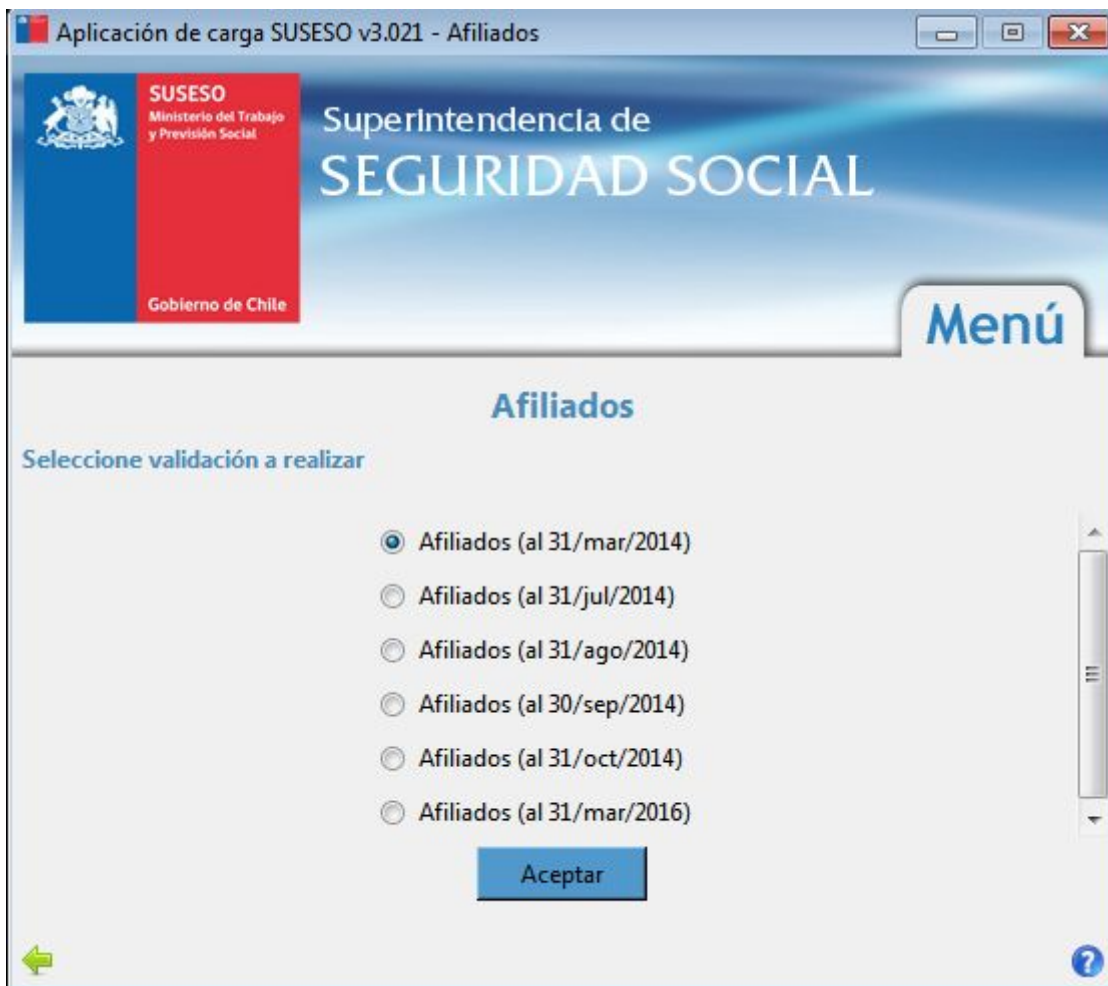 Aplicación de carga SUSESO v3.021 - Afiliados
SUSESO
Ministerio del Trabajo
y Previsión Social
Gobierno de Chile
Superintendencia de
SEGURIDAD SOCIAL
Menú
Afiliados
Seleccione validación a realizar
Afiliados (al 31/mar/2014)
Afiliados (al 31/jul/2014)
Afiliados (al 31/ago/2014)
Afiliados (al 30/sep/2014)
Afiliados (al 31/oct/2014)
Afiliados (al 31/mar/2016)
Aceptar
?